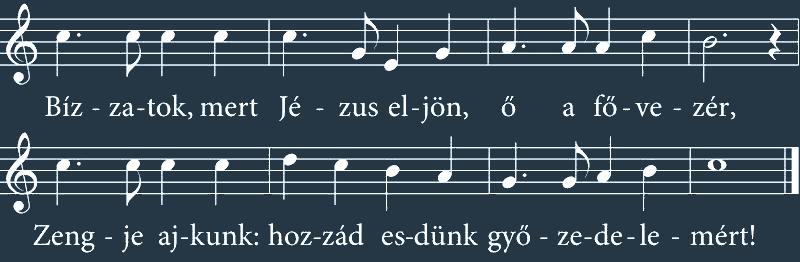 Bíz - za-tok, mert Jé - zus el-jön, ő a fő-ve - zér,
Zeng - je aj-kunk: hoz-zád es-dünk győ - ze-de-le - mért!